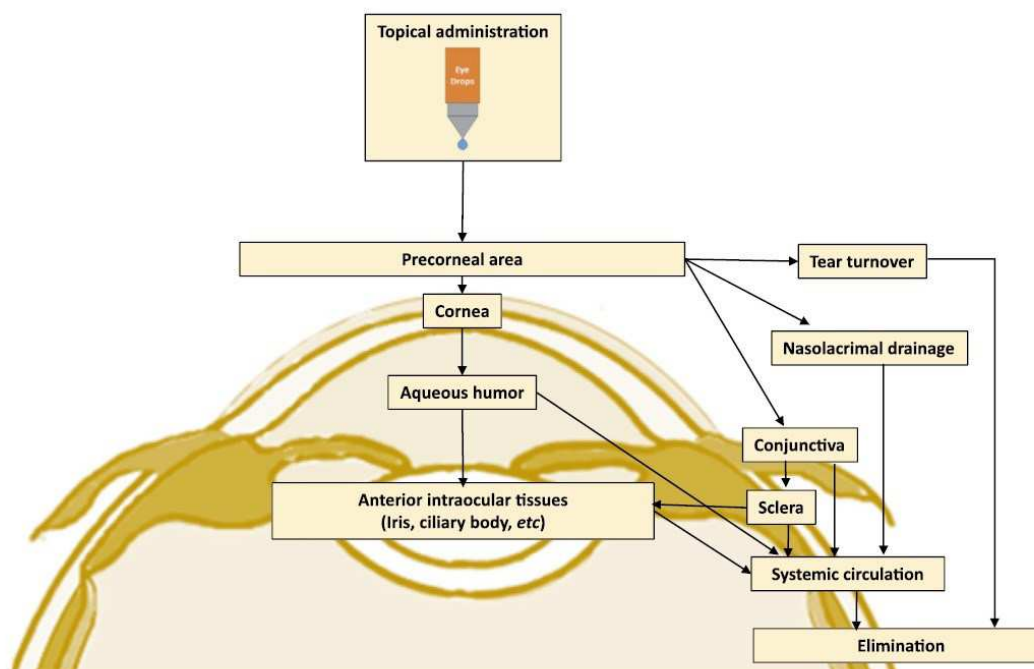 Topical administration
Eye
Drops
Precorneal area
Tear turnover
Cornea
Nasolacrimal drainage
Aqueous humor
Conjunctiva
Anterior intraocular tissues
(Iris, ciliary body, etc)
Sclera
Systemic circulation
Elimination